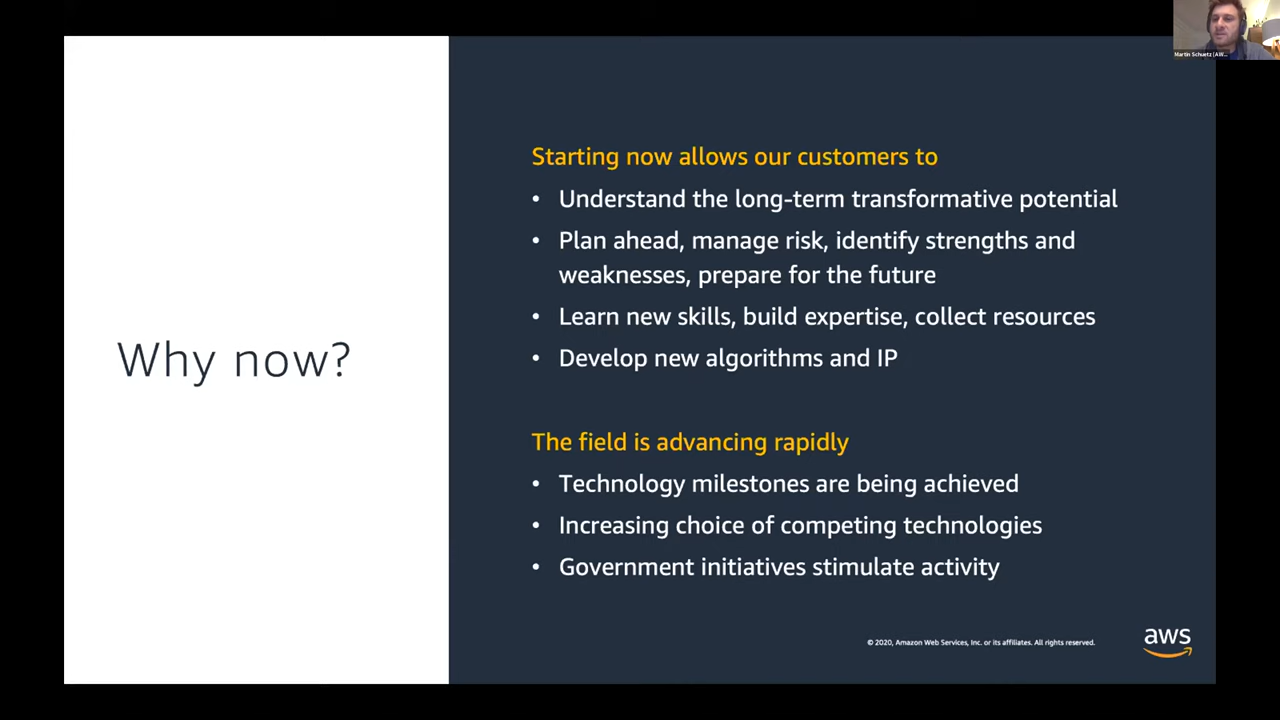 Martin Schuetz (AW...
Why now?
Starting now allows our customers to
• Understand the long-term transformative potential
• Plan ahead, manage risk, identify strengths and
weaknesses, prepare for the future
• Learn new skills, build expertise, collect resources
• Develop new algorithms and IP
The field is advancing rapidly
• Technology milestones are being achieved
• Increasing choice of competing technologies
• Government initiatives stimulate activity
© 2020, Amazon Web Services, Inc. or its affiliates. All rights reserved.
aws